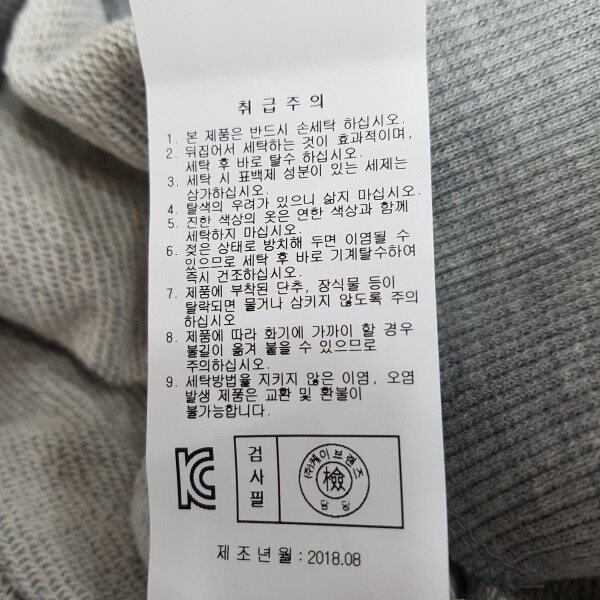 취급주의
1. 본 제품은 반드시 손세탁 하십시오.
2. 뒤집어서 세탁하는 것이 효과적이며,
세탁 후 바로 탈수 하십시오.
3. 세탁 시 표백제 성분이 있는 세제는
삼가하십시오.
4. 탈색의 우려가 있으니 삶지 마십시오.
5. 진한 색상의 옷은 연한 색상과 함께
세탁하지 마십시오.
6. 젖은 상태로 방치해 두면 이염될 수
있으므로 세탁 후 바로 기계탈수하여
즉시 건조하십시오.
7. 제품에 부착된 단추, 장식물 등이
탈락되면 물거나 삼키지 않도록 주의
하십시오
8. 제품에 따라 화기에 가까이 할 경우
불길이 옮겨 붙을 수 있으므로
주의하십시오.
9. 세탁방법을 지키지 않은 이염, 오염
발생 제품은 교환 및 환불이
불가능합니다.
KC
검사필
(주)케이브랜즈
檢
제조년월 : 2018.08